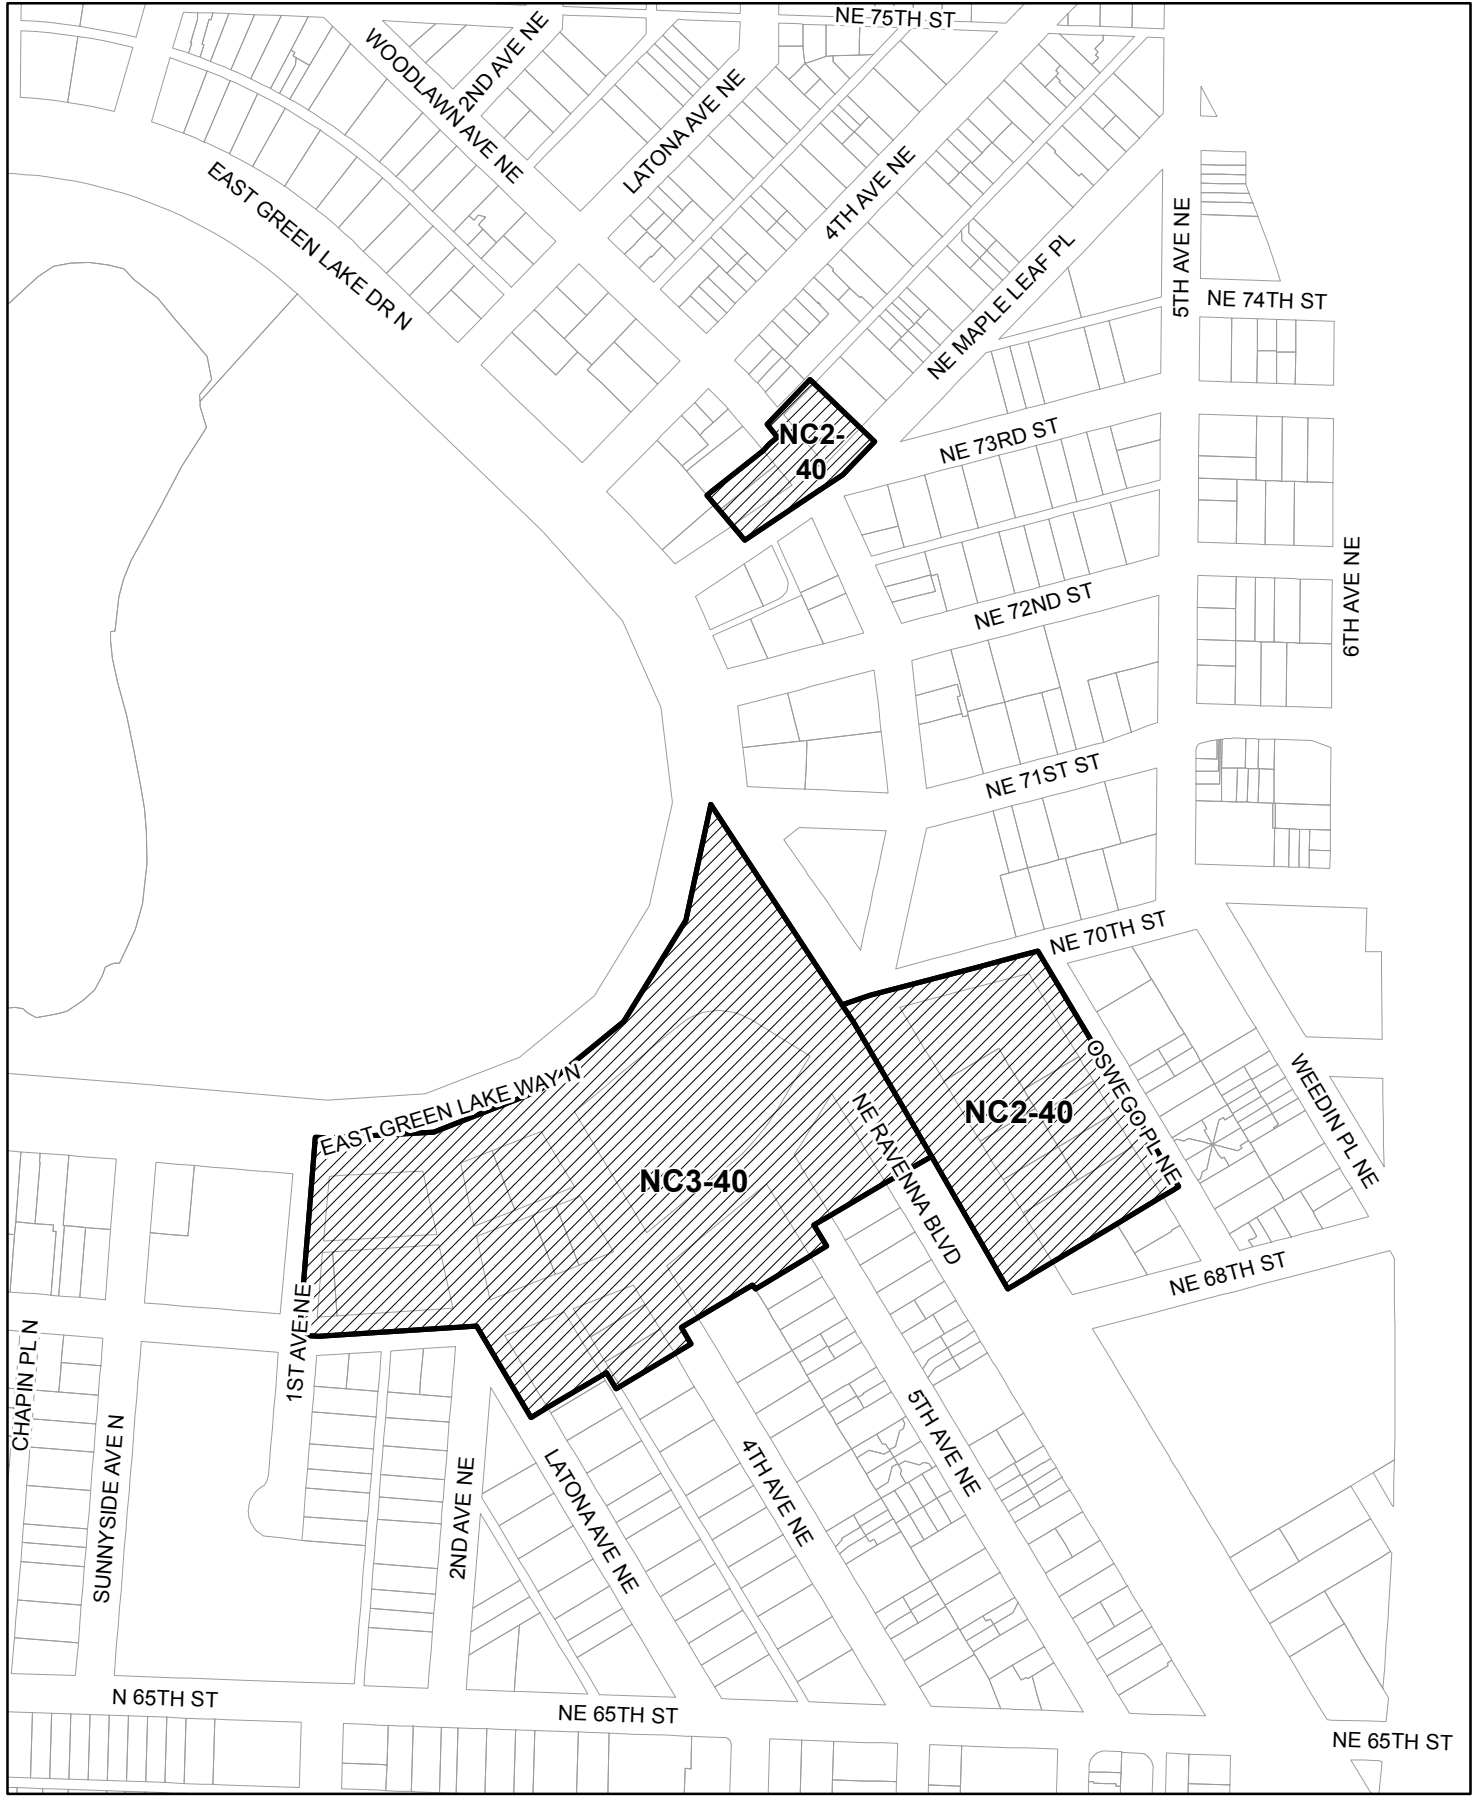 NE 75TH ST
WOODLAWN AVE NE
2ND AVE NE
LATONA AVE NE
4TH AVE NE
EAST GREEN LAKE DR N
5TH AVE NE
NE MAPLE LEAF PL
NE 74TH ST
NC2-
40
NE 73RD ST
6TH AVE NE
NE 72ND ST
NE 71ST ST
NE 70TH ST
OSWEGO PL NE
WEEDIN PL NE
EAST GREEN LAKE WAY N
NC2-40
NE RAVENNA BLVD
NC3-40
NE 68TH ST
1ST AVE NE
CHAPIN PL N
SUNNYSIDE AVE N
2ND AVE NE
LATONA AVE NE
4TH AVE NE
5TH AVE NE
N 65TH ST
NE 65TH ST
NE 65TH ST